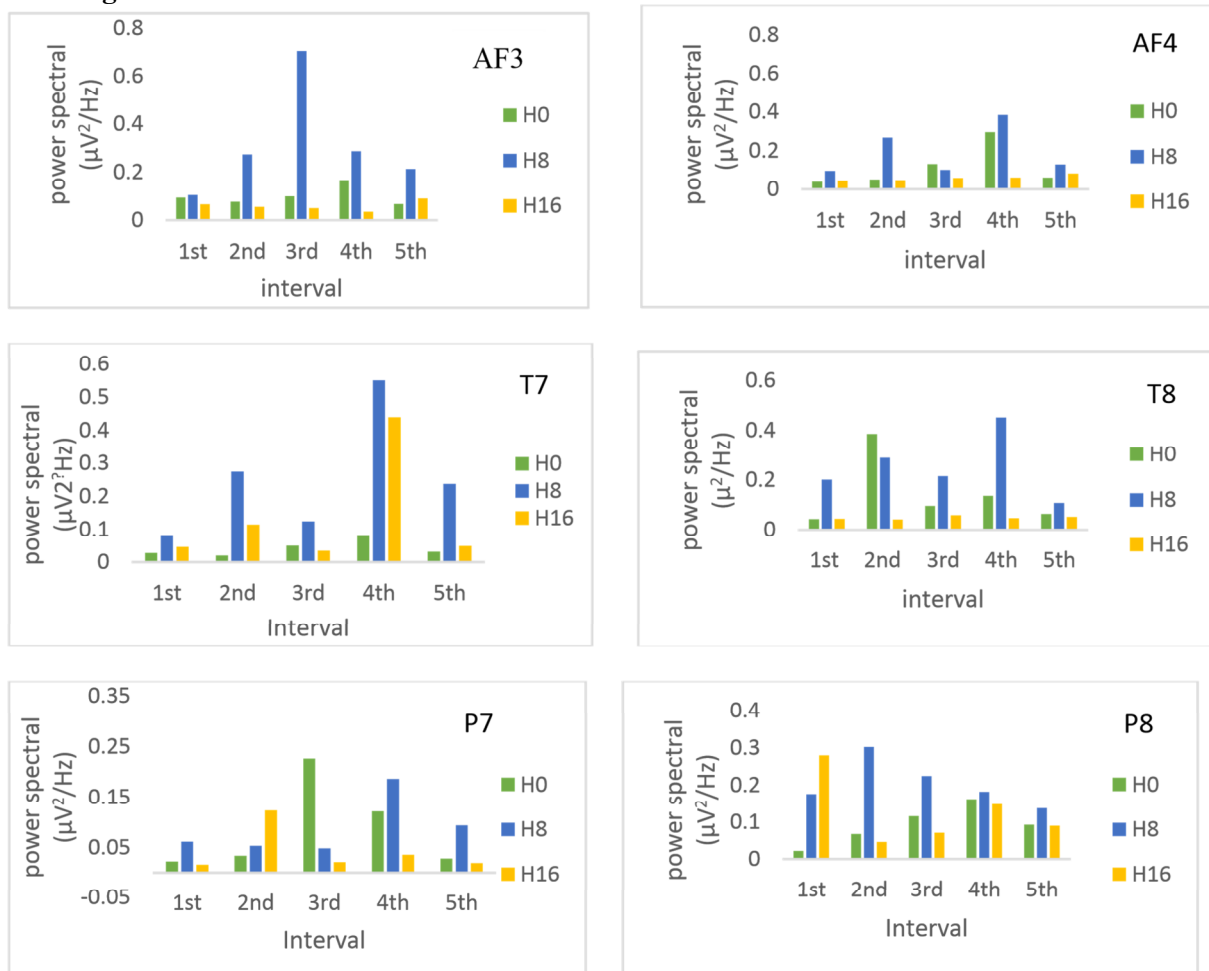 AF3
power spectral
(µV²/Hz)
0.8
0.6
0.4
0.2
0
1st 2nd 3rd 4th 5th
interval
H0
H8
H16
AF4
power spectral
(µV²/Hz)
0.8
0.6
0.4
0.2
0
1st 2nd 3rd 4th 5th
interval
H0
H8
H16
T7
power spectral
(µV2?Hz)
0.6
0.5
0.4
0.3
0.2
0.1
0
1st 2nd 3rd 4th 5th
Interval
H0
H8
H16
T8
power spectral
(µ²/Hz)
0.6
0.4
0.2
0
1st 2nd 3rd 4th 5th
interval
H0
H8
H16
P7
power spectral
(µV²/Hz)
0.35
0.25
0.15
0.05
-0.05
1st 2nd 3rd 4th 5th
Interval
H0
H8
H16
P8
power spectral
(µV²/Hz)
0.4
0.3
0.2
0.1
0
1st 2nd 3rd 4th 5th
Interval
H0
H8
H16